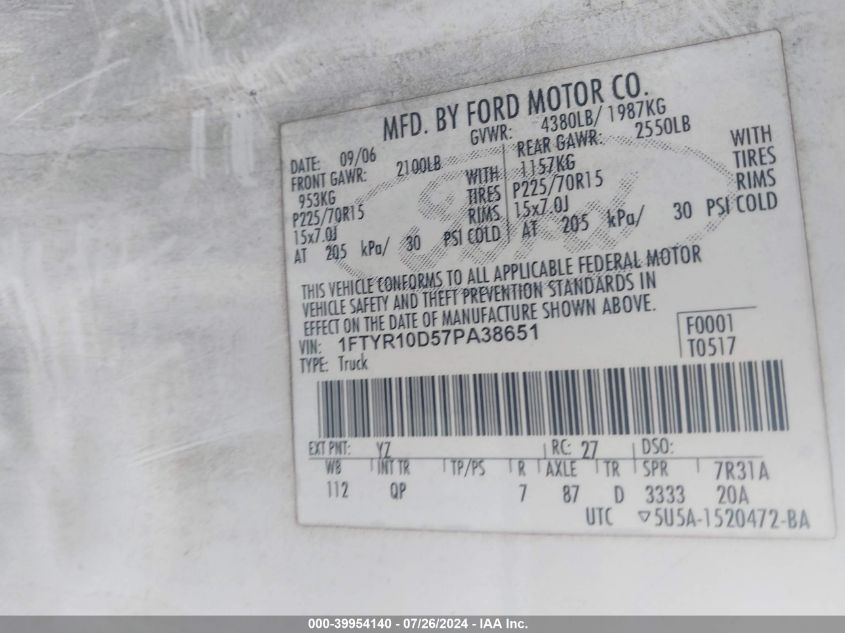 MFD. BY FORD MOTOR CO.
DATE: 09/06 GVWR: 4380LB/ 1987KG
FRONT GAWR: 2100LB REAR GAWR: 2550LB
953KG WITH 1157KG WITH
P225/70R15 TIRES P225/70R15 TIRES
15x7.0J RIMS 15x7.0J RIMS
AT 205 kPa/ 30 PSI COLD AT 205 kPa/ 30 PSI COLD
THIS VEHICLE CONFORMS TO ALL APPLICABLE FEDERAL MOTOR
VEHICLE SAFETY AND THEFT PREVENTION STANDARDS IN
EFFECT ON THE DATE OF MANUFACTURE SHOWN ABOVE.
VIN: 1FTYR10D57PA38651 F0001
TYPE: Truck T0517
EXT PNT: YZ RC: 27 DSO:
WB INT TR TP/PS R AXLE TR SPR 7R31A
112 QP 7 87 D 3333 20A
UTC ▽5U5A-1520472-BA
000-39954140 - 07/26/2024 - IAA Inc.